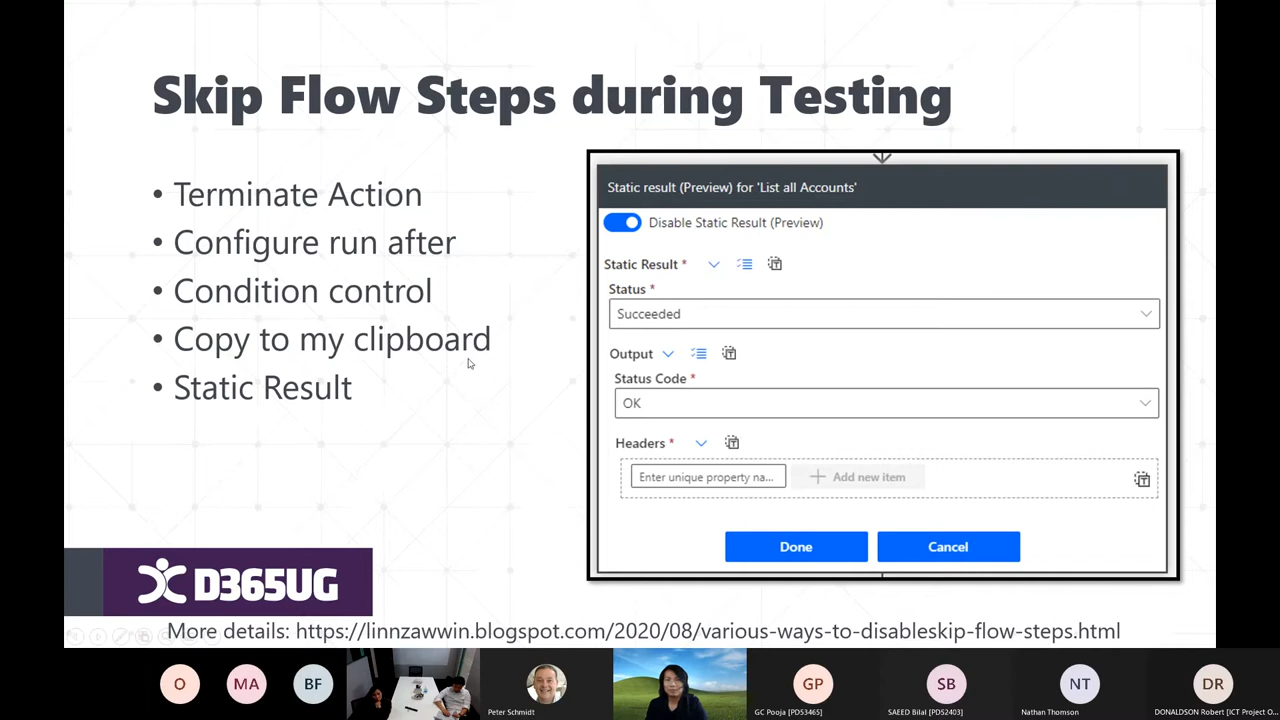 Skip Flow Steps during Testing
• Terminate Action
• Configure run after
• Condition control
• Copy to my clipboard
• Static Result
Static result (Preview) for 'List all Accounts'
Disable Static Result (Preview)
Static Result *
Status *
Succeeded
Output
Status Code *
OK
Headers *
Enter unique property na...
Add new item
Done
Cancel
D365UG
More details: https://linnzawwin.blogspot.com/2020/08/various-ways-to-disableskip-flow-steps.html
O
MA
BF
Peter Schmidt
GP
GC Pooja [PD53465]
SB
SAEED Bilal [PD52403]
NT
Nathan Thomson
DR
DONALDSON Robert [ICT Project O...